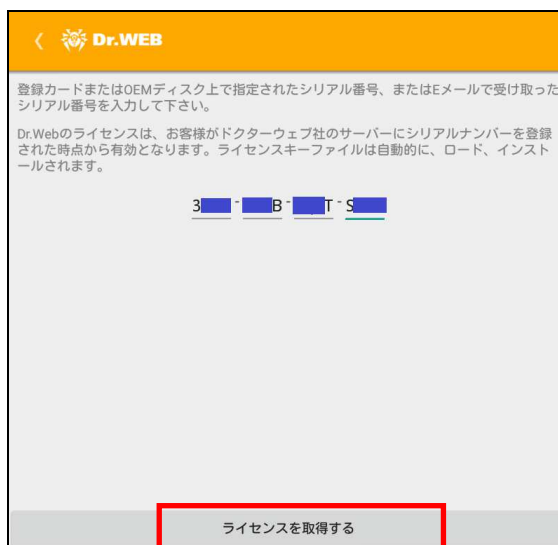 Dr.WEB
登録カードまたはOEMディスク上で指定されたシリアル番号、またはEメールで受け取った
シリアル番号を入力して下さい。
Dr.Webのライセンスは、お客様がドクターウェブ社のサーバーにシリアルナンバーを登録
された時点から有効となります。ライセンスキーファイルは自動的に、ロード、インスト
ールされます。
3 - B - T - S
ライセンスを取得する